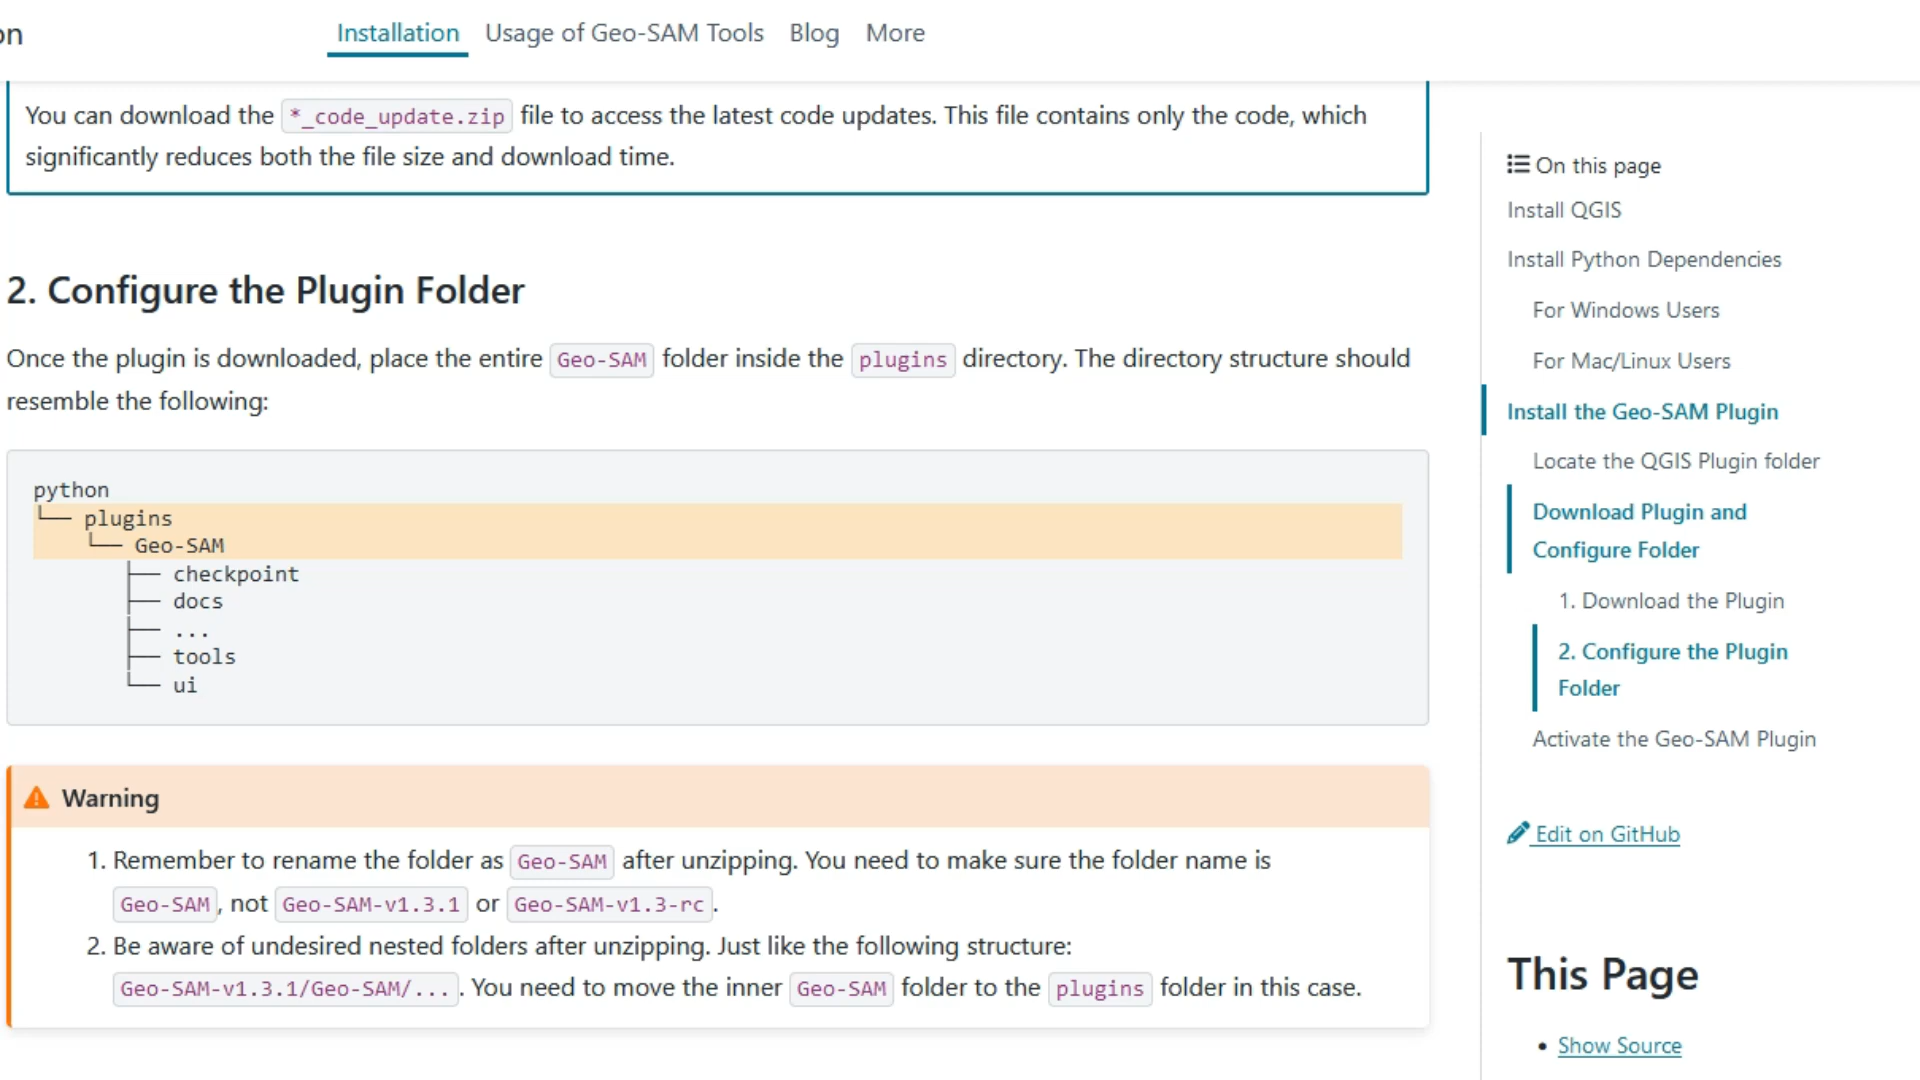 on
Installation
Usage of Geo-SAM Tools
Blog
More
You can download the *_code_update.zip file to access the latest code updates. This file contains only the code, which
significantly reduces both the file size and download time.
2. Configure the Plugin Folder
Once the plugin is downloaded, place the entire Geo-SAM folder inside the plugins directory. The directory structure should
resemble the following:
python
└── plugins
└── Geo-SAM
├── checkpoint
├── docs
├── ...
├── tools
└── ui
Warning
1. Remember to rename the folder as Geo-SAM after unzipping. You need to make sure the folder name is
Geo-SAM, not Geo-SAM-v1.3.1 or Geo-SAM-v1.3-rc.
2. Be aware of undesired nested folders after unzipping. Just like the following structure:
Geo-SAM-v1.3.1/Geo-SAM/.... You need to move the inner Geo-SAM folder to the plugins folder in this case.
On this page
Install QGIS
Install Python Dependencies
For Windows Users
For Mac/Linux Users
Install the Geo-SAM Plugin
Locate the QGIS Plugin folder
Download Plugin and
Configure Folder
1. Download the Plugin
2. Configure the Plugin
Folder
Activate the Geo-SAM Plugin
Edit on GitHub
This Page
• Show Source